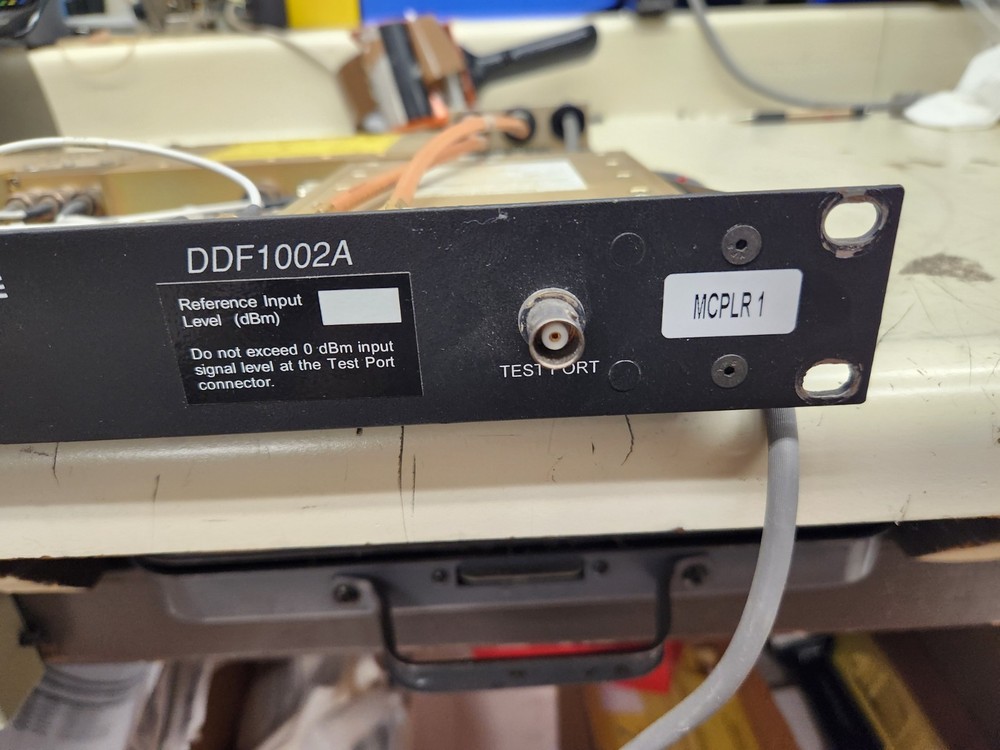 DDF1002A
Reference Input
Level (dBm)
Do not exceed 0 dBm input
signal level at the Test Port
connector.
TEST PORT
MCPLR 1